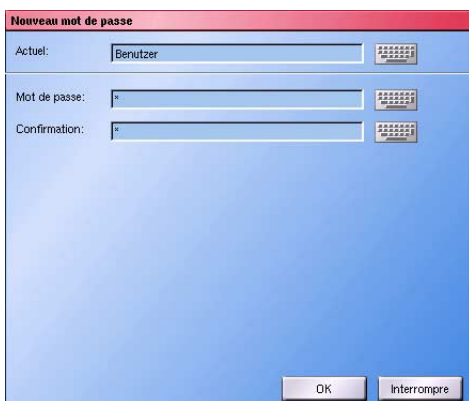 Nouveau mot de passe
Actuel: Benutzer
Mot de passe: *
Confirmation: *
OK Interrompre